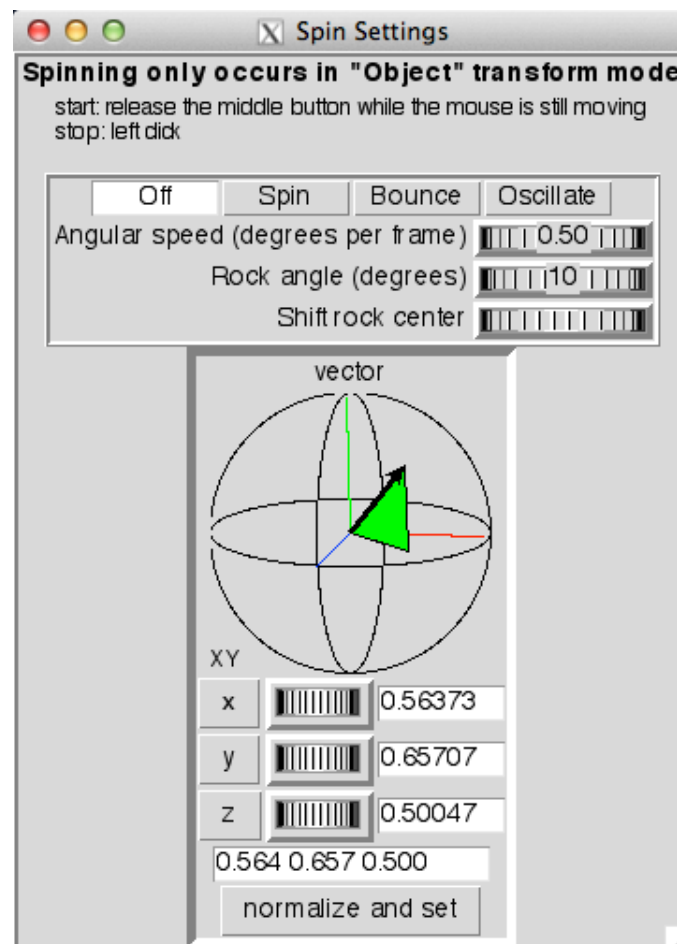 Spin Settings
Spinning only occurs in "Object" transform mode
start: release the middle button while the mouse is still moving
stop: left click
Off Spin Bounce Oscillate
Angular speed (degrees per frame) 0.50
Rock angle (degrees) 10
Shift rock center
vector
XY
x 0.56373
y 0.65707
z 0.50047
0.564 0.657 0.500
normalize and set